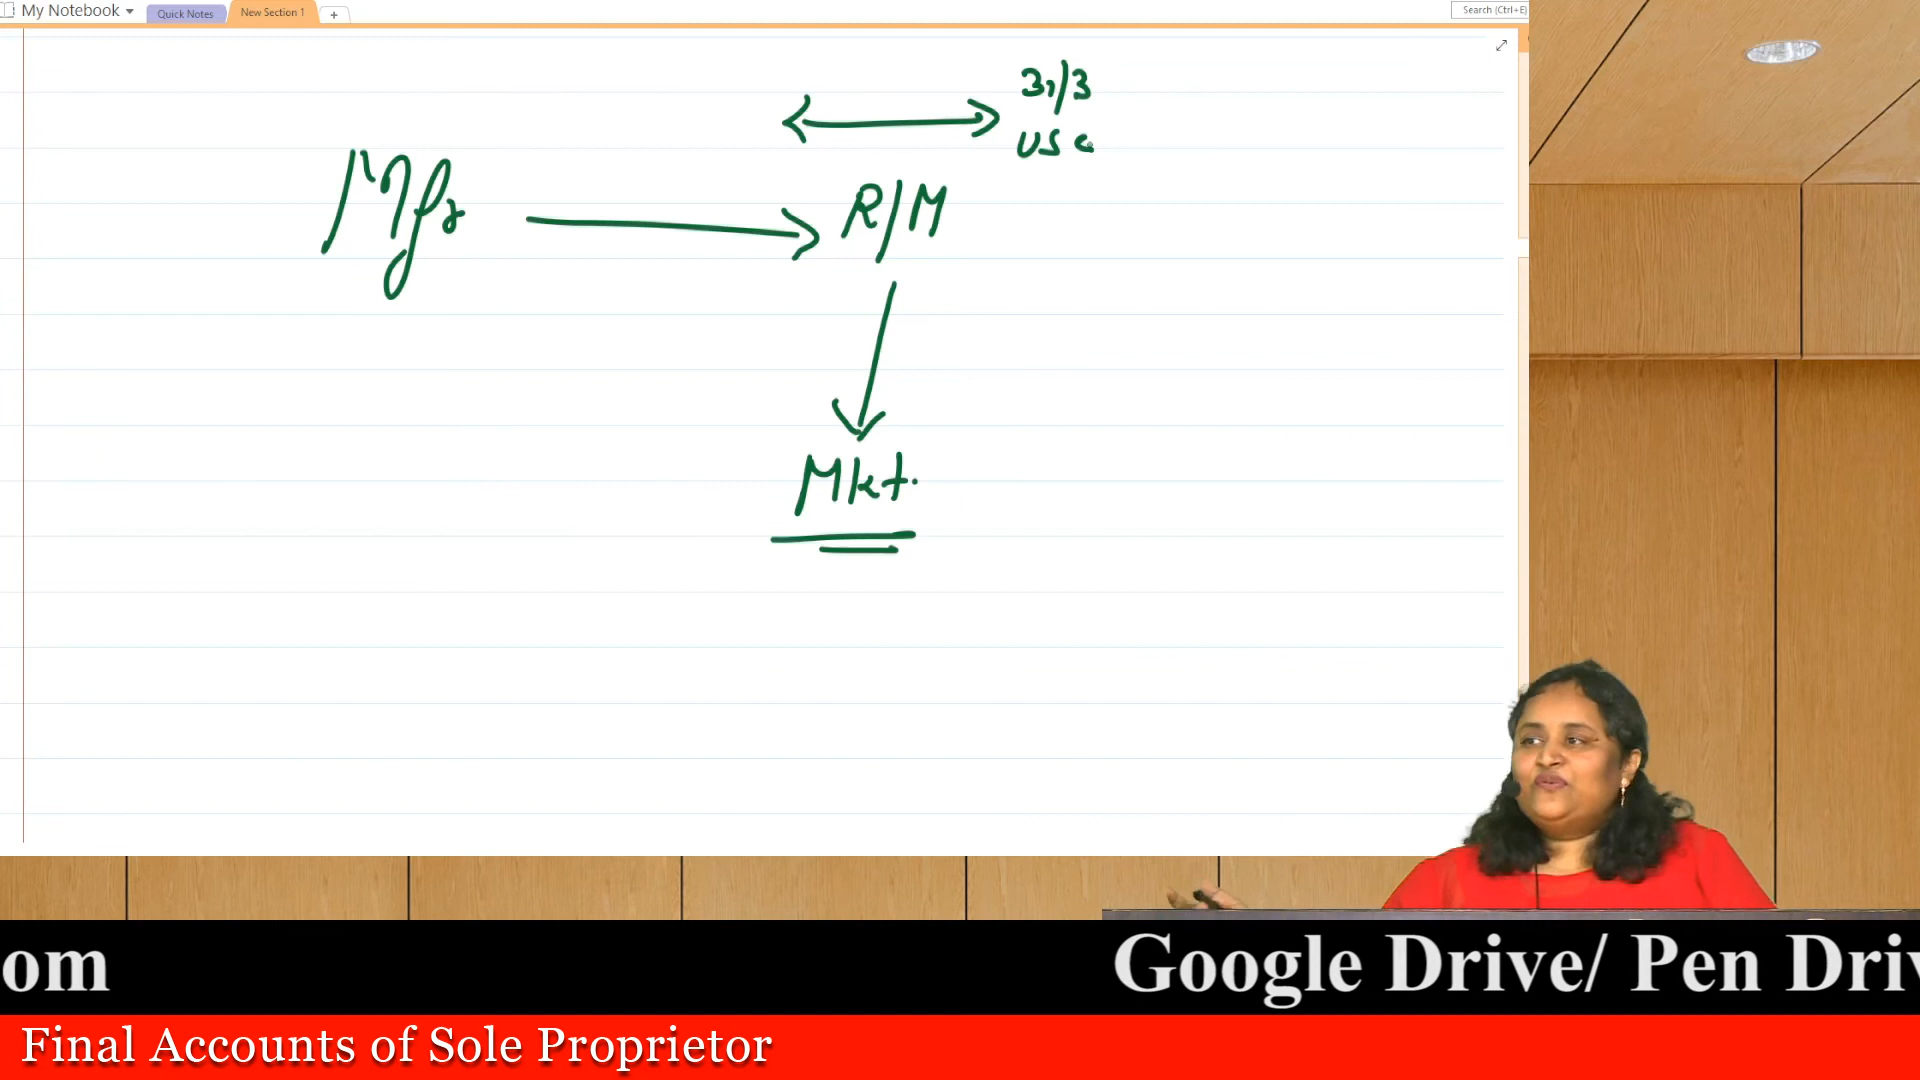 My Notebook
Quick Notes
New Section 1
+
Search (Ctrl+E)
31/3
US
Mfr
R/M
Mkt.
om
Google Drive/ Pen Driv
Final Accounts of Sole Proprietor